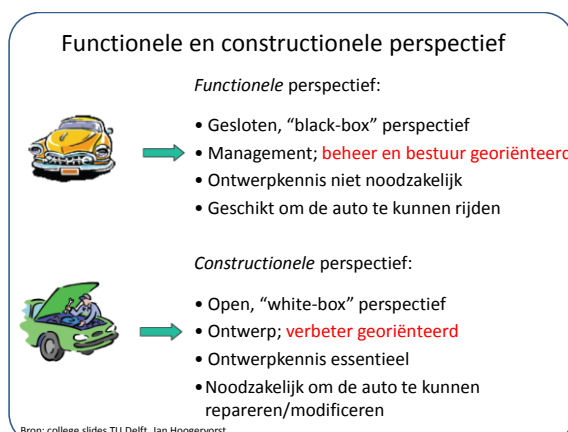 Functionele en constructionele perspectief
Functionele perspectief:
• Gesloten, “black-box” perspectief
• Management; beheer en bestuur georiënteerd
• Ontwerpkennis niet noodzakelijk
• Geschikt om de auto te kunnen rijden
Constructionele perspectief:
• Open, “white-box” perspectief
• Ontwerp; verbeter georiënteerd
• Ontwerpkennis essentieel
•Noodzakelijk om de auto te kunnen
repareren/modificeren
Bron: college slides TU Delft, Jan Hoogervorst